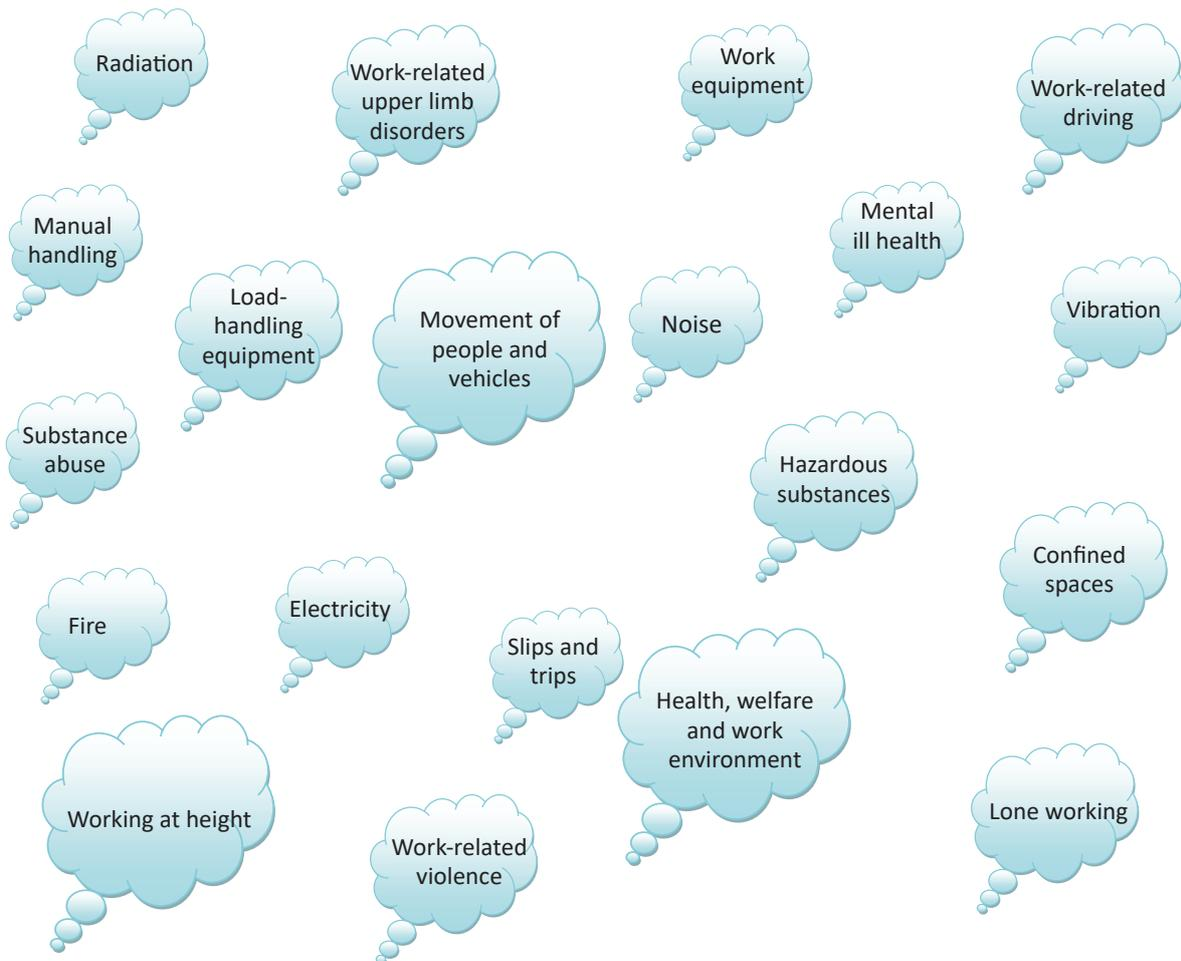 Radiation
Work-related
upper limb
disorders
Work
equipment
Work-related
driving
Manual
handling
Mental
ill health
Load-
handling
equipment
Movement of
people and
vehicles
Noise
Vibration
Substance
abuse
Hazardous
substances
Confined
spaces
Fire
Electricity
Slips and
trips
Health, welfare
and work
environment
Working at height
Work-related
violence
Lone working